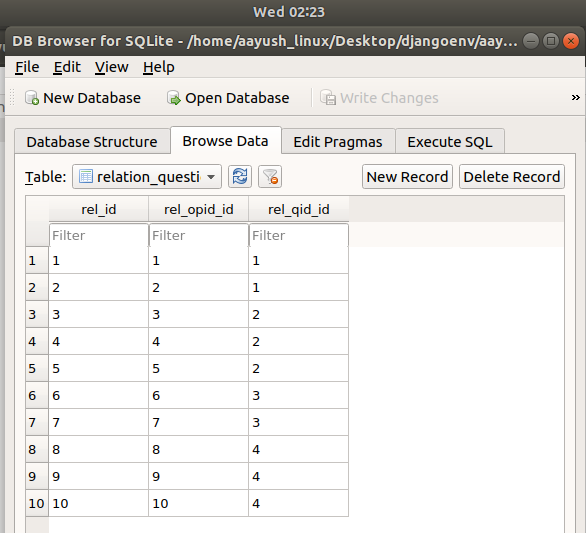 Wed 02:23
DB Browser for SQLite - /home/aayush_linux/Desktop/djangoenv/aay...
File Edit View Help
New Database Open Database Write Changes »
Database Structure Browse Data Edit Pragmas Execute SQL
Table: relation_questi New Record Delete Record
rel_id rel_opid_id rel_qid_id
Filter Filter Filter
1 1 1 1
2 2 2 1
3 3 3 2
4 4 4 2
5 5 5 2
6 6 6 3
7 7 7 3
8 8 8 4
9 9 9 4
10 10 10 4